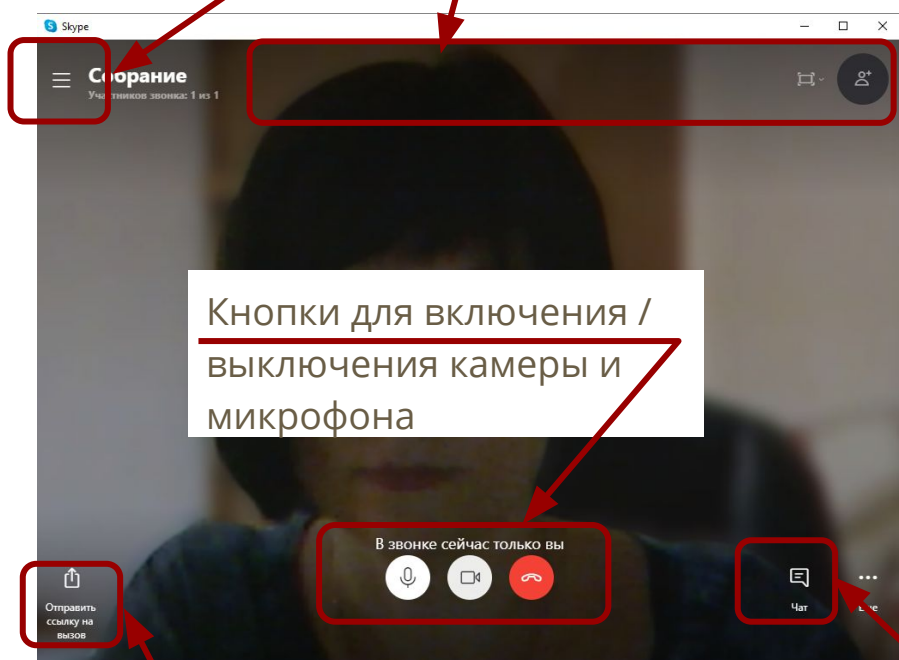 Skype
Собрание
Участников звонка: 1 из 1
Кнопки для включения /
выключения камеры и
микрофона
В звонке сейчас только вы
Отправить
ссылку на
вызов
Чат
Еще